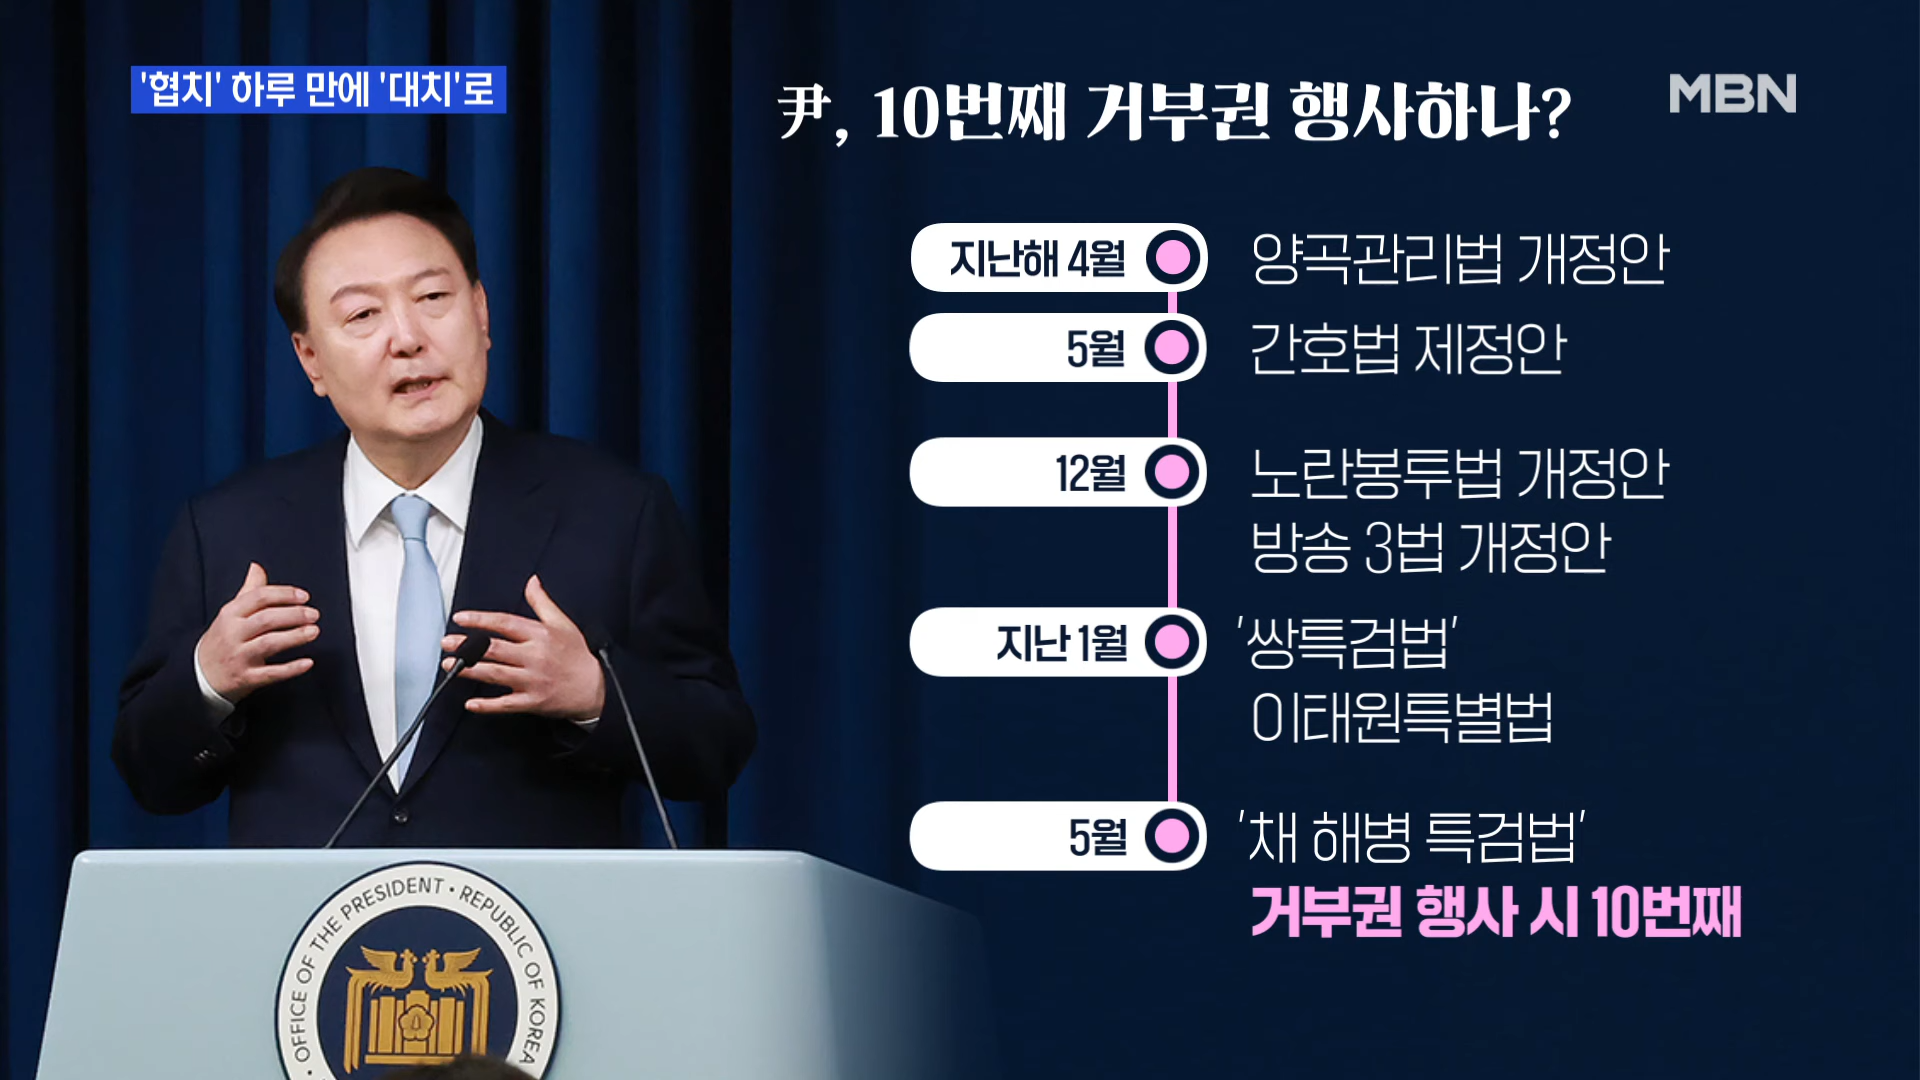 '협치' 하루 만에 '대치'로
尹, 10번째 거부권 행사하나?
MBN
지난해 4월 양곡관리법 개정안
5월 간호법 제정안
12월 노란봉투법 개정안
방송 3법 개정안
지난 1월 '쌍특검법'
이태원특별법
5월 '채 해병 특검법'
거부권 행사 시 10번째
OFFICE OF THE PRESIDENT • REPUBLIC OF KOREA •